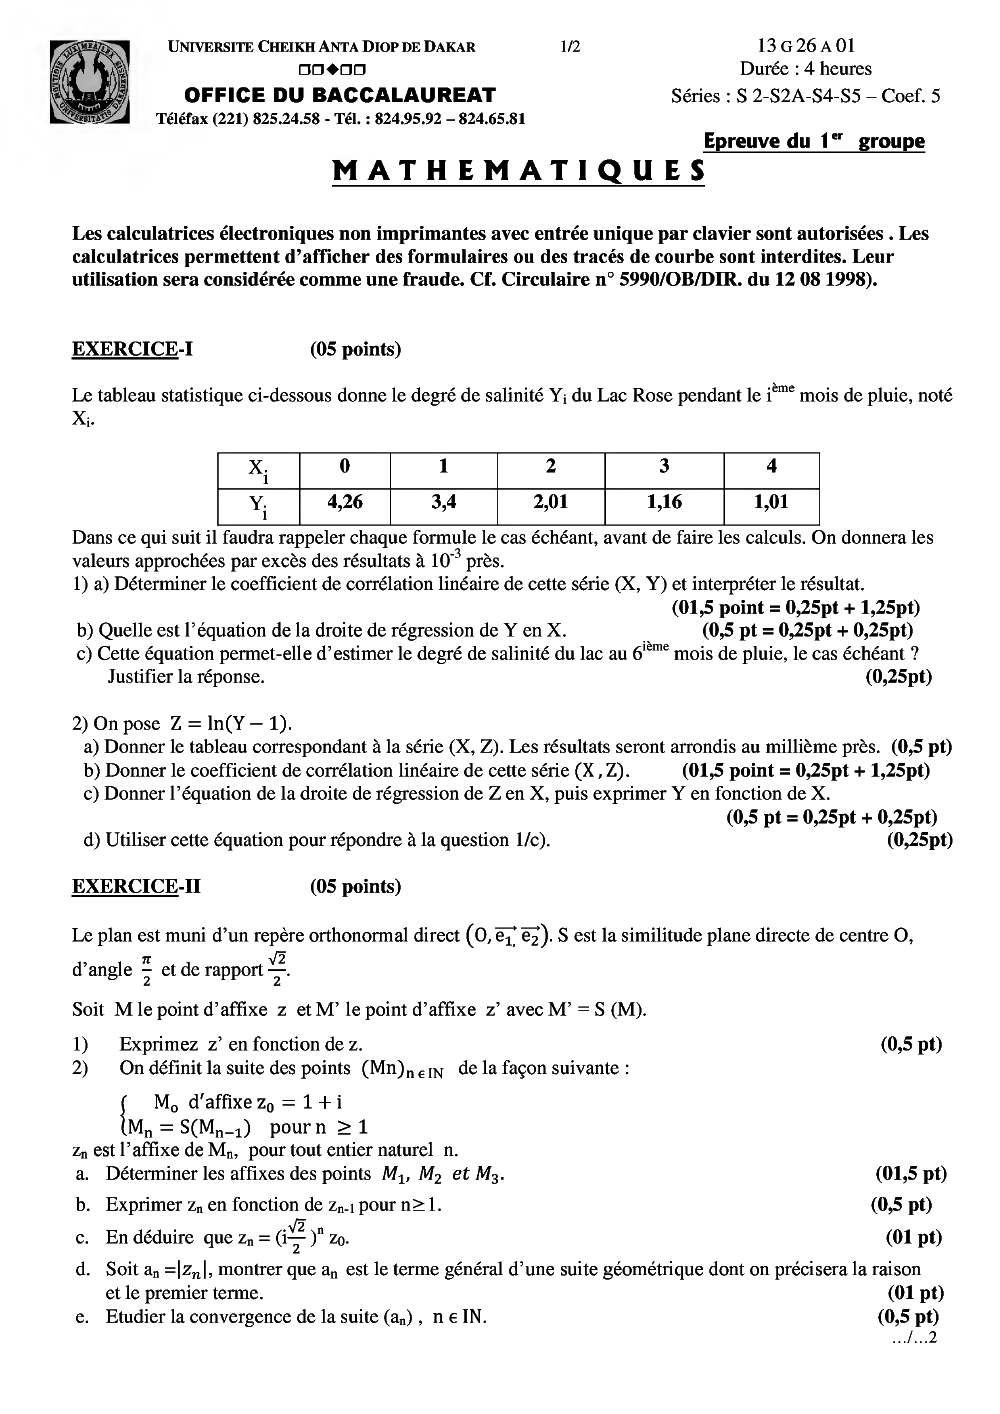 UNIVERSITE CHEIKH ANTA DIOP DE DAKAR 1/2 13 G 26 A 01
□□◆□□ Durée : 4 heures
OFFICE DU BACCALAUREAT Séries : S 2-S2A-S4-S5 – Coef. 5
Téléfax (221) 825.24.58 - Tél. : 824.95.92 – 824.65.81
Epreuve du 1er groupe
MATHEMATIQUES
Les calculatrices électroniques non imprimantes avec entrée unique par clavier sont autorisées . Les
calculatrices permettent d'afficher des formulaires ou des tracés de courbe sont interdites. Leur
utilisation sera considérée comme une fraude. Cf. Circulaire n° 5990/OB/DIR. du 12 08 1998).
EXERCICE-I (05 points)
Le tableau statistique ci-dessous donne le degré de salinité Yi du Lac Rose pendant le ième mois de pluie, noté
Xi.
Xi 0 1 2 3 4
Yi 4,26 3,4 2,01 1,16 1,01
Dans ce qui suit il faudra rappeler chaque formule le cas échéant, avant de faire les calculs. On donnera les
valeurs approchées par excès des résultats à 10-3 près.
1) a) Déterminer le coefficient de corrélation linéaire de cette série (X, Y) et interpréter le résultat.
(01,5 point = 0,25pt + 1,25pt)
b) Quelle est l'équation de la droite de régression de Y en X. (0,5 pt = 0,25pt + 0,25pt)
c) Cette équation permet-elle d'estimer le degré de salinité du lac au 6ième mois de pluie, le cas échéant ?
Justifier la réponse. (0,25pt)
2) On pose Z = ln(Y − 1).
a) Donner le tableau correspondant à la série (X, Z). Les résultats seront arrondis au millième près. (0,5 pt)
b) Donner le coefficient de corrélation linéaire de cette série (X , Z). (01,5 point = 0,25pt + 1,25pt)
c) Donner l'équation de la droite de régression de Z en X, puis exprimer Y en fonction de X.
(0,5 pt = 0,25pt + 0,25pt)
d) Utiliser cette équation pour répondre à la question 1/c). (0,25pt)
EXERCICE-II (05 points)
Le plan est muni d'un repère orthonormal direct (O, e1, e2). S est la similitude plane directe de centre O,
d'angle π/2 et de rapport √2/2.
Soit M le point d'affixe z et M' le point d'affixe z' avec M' = S (M).
1) Exprimez z' en fonction de z. (0,5 pt)
2) On définit la suite des points (Mn)n ϵ IN de la façon suivante :
{ Mo d'affixe z0 = 1 + i
Mn = S(Mn−1) pour n ≥ 1
zn est l'affixe de Mn, pour tout entier naturel n.
a. Déterminer les affixes des points M1, M2 et M3. (01,5 pt)
b. Exprimer zn en fonction de zn-1 pour n≥1. (0,5 pt)
c. En déduire que zn = (i√2/2 )n z0. (01 pt)
d. Soit an =|zn|, montrer que an est le terme général d'une suite géométrique dont on précisera la raison
et le premier terme. (01 pt)
e. Etudier la convergence de la suite (an) , n ϵ IN. (0,5 pt)
…/…2